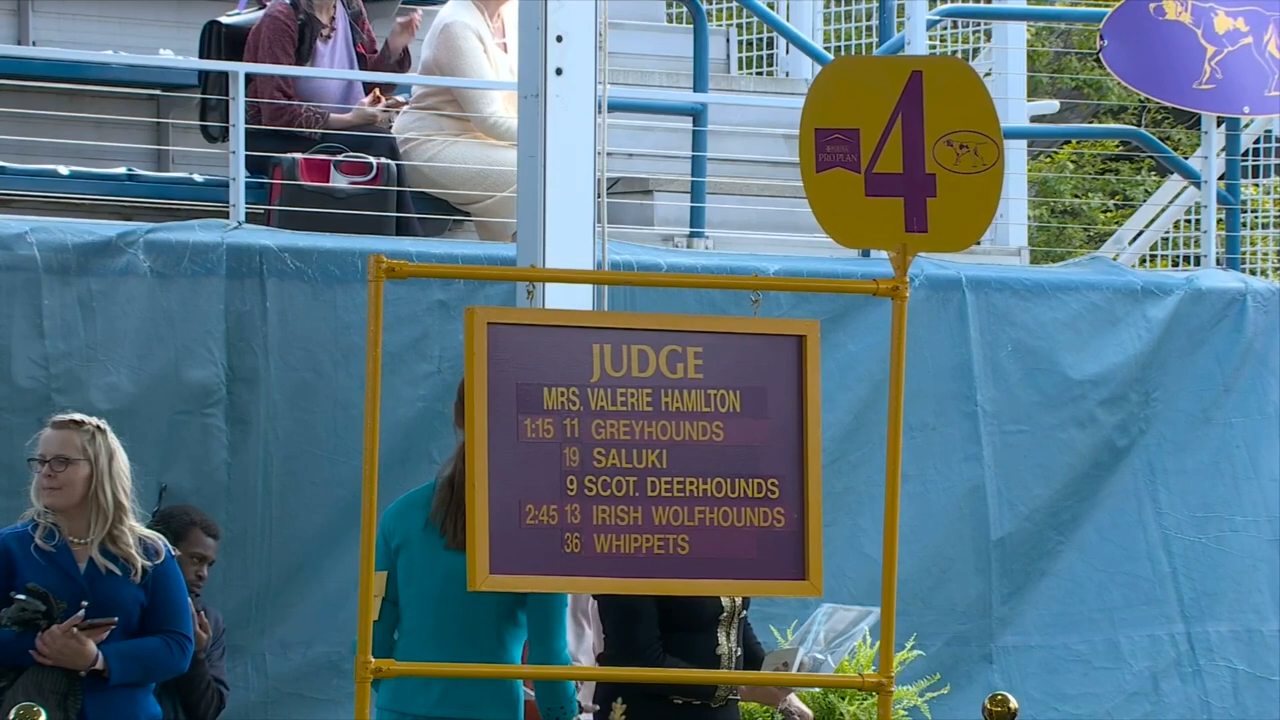 4
PRO PLAN
JUDGE
MRS. VALERIE HAMILTON
1:15 11 GREYHOUNDS
19 SALUKI
9 SCOT. DEERHOUNDS
2:45 13 IRISH WOLFHOUNDS
36 WHIPPETS